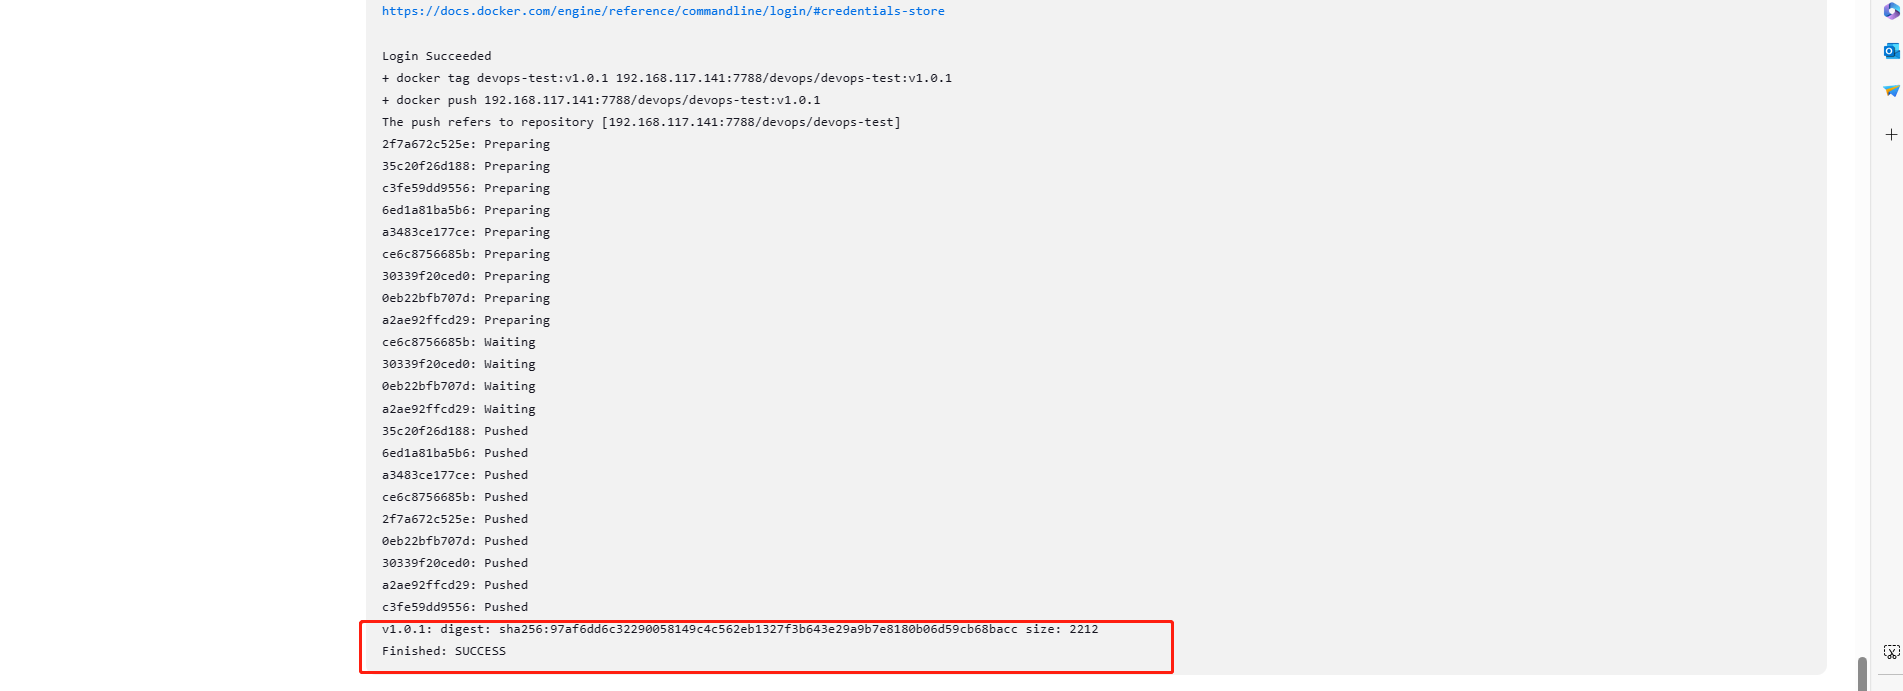 https://docs.docker.com/engine/reference/commandline/login/#credentials-store
Login Succeeded
+ docker tag devops-test:v1.0.1 192.168.117.141:7788/devops/devops-test:v1.0.1
+ docker push 192.168.117.141:7788/devops/devops-test:v1.0.1
The push refers to repository [192.168.117.141:7788/devops/devops-test]
2f7a672c525e: Preparing
35c20f26d188: Preparing
c3fe59dd9556: Preparing
6ed1a81ba5b6: Preparing
a3483ce177ce: Preparing
ce6c8756685b: Preparing
30339f20ced0: Preparing
0eb22bfb707d: Preparing
a2ae92ffcd29: Preparing
ce6c8756685b: Waiting
30339f20ced0: Waiting
0eb22bfb707d: Waiting
a2ae92ffcd29: Waiting
35c20f26d188: Pushed
6ed1a81ba5b6: Pushed
a3483ce177ce: Pushed
ce6c8756685b: Pushed
2f7a672c525e: Pushed
0eb22bfb707d: Pushed
30339f20ced0: Pushed
a2ae92ffcd29: Pushed
c3fe59dd9556: Pushed
v1.0.1: digest: sha256:97af6dd6c32290058149c4c562eb1327f3b643e29a9b7e8180b06d59cb68bacc size: 2212
Finished: SUCCESS